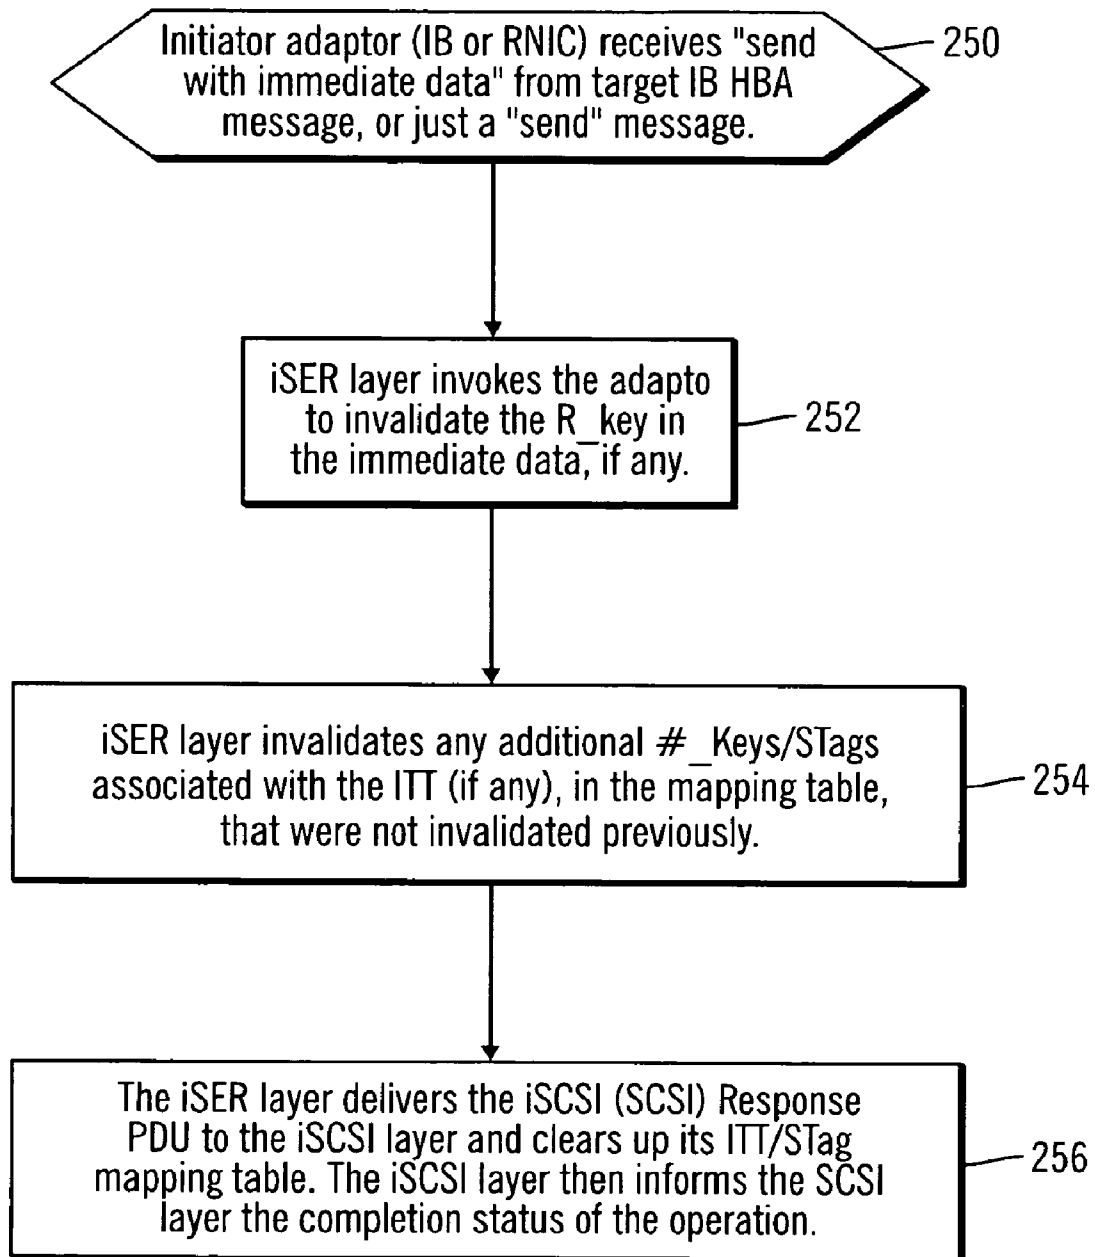 Initiator adaptor (IB or RNIC) receives "send
with immediate data" from target IB HBA
message, or just a "send" message.
250
iSER layer invokes the adapto
to invalidate the R_key in
the immediate data, if any.
252
iSER layer invalidates any additional #_Keys/STags
associated with the ITT (if any), in the mapping table,
that were not invalidated previously.
254
The iSER layer delivers the iSCSI (SCSI) Response
PDU to the iSCSI layer and clears up its ITT/STag
mapping table. The iSCSI layer then informs the SCSI
layer the completion status of the operation.
256